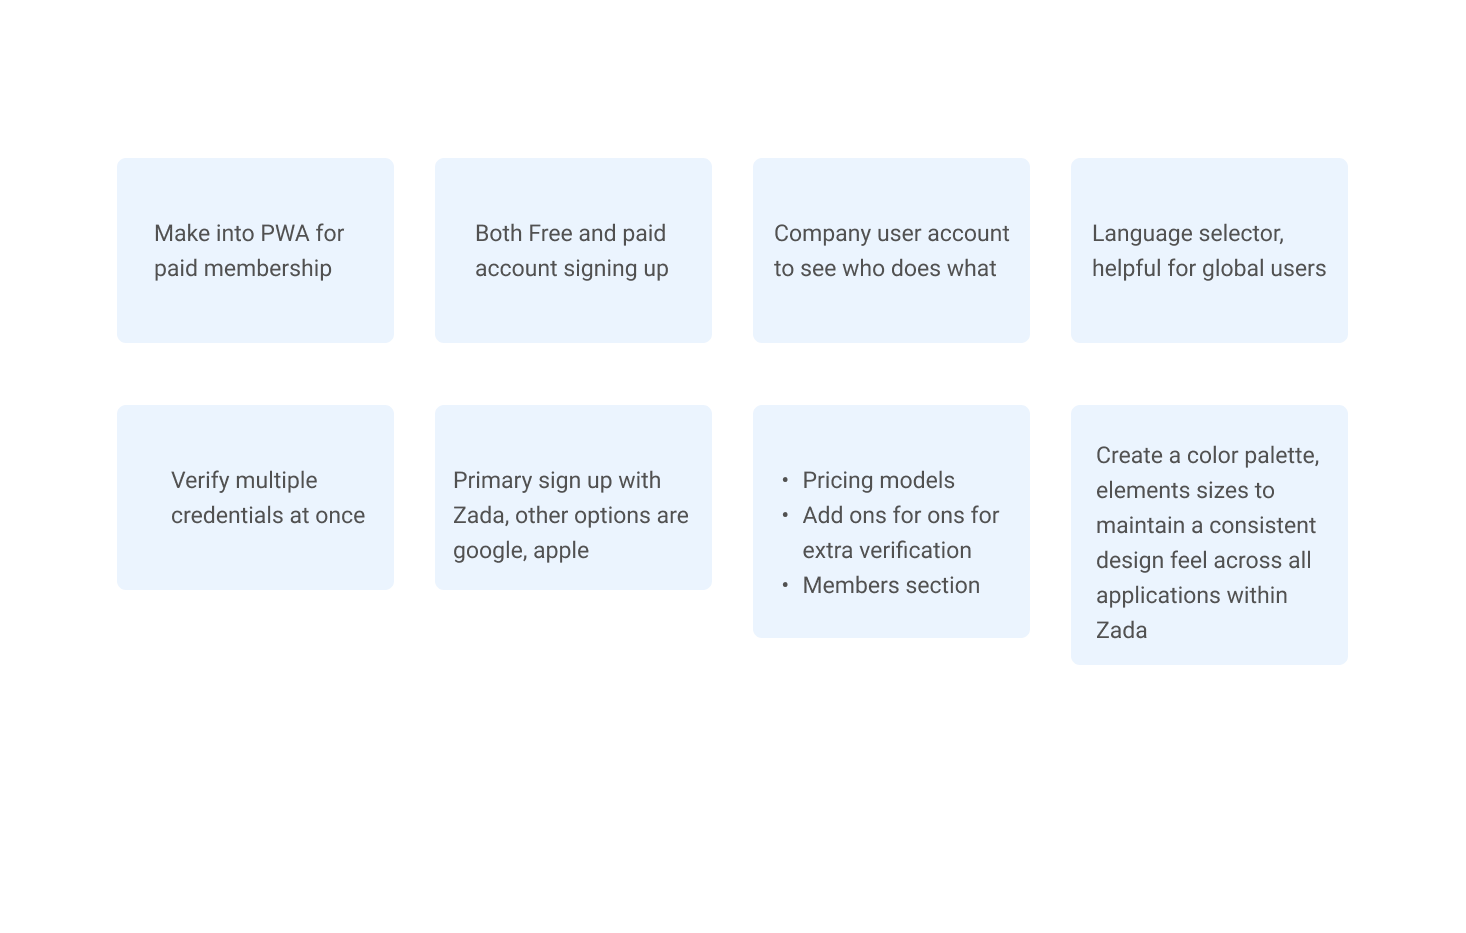 Make into PWA for
paid membership
Both Free and paid
account signing up
Company user account
to see who does what
Language selector,
helpful for global users
Verify multiple
credentials at once
Primary sign up with
Zada, other options are
google, apple
• Pricing models
• Add ons for ons for
extra verification
• Members section
Create a color palette,
elements sizes to
maintain a consistent
design feel across all
applications within
Zada